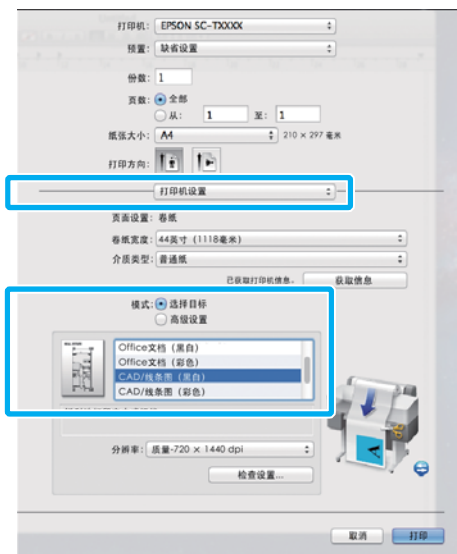 打印机: EPSON SC-TXXXX
预置: 缺省设置
份数: 1
页数: 全部
从: 1 至: 1
纸张大小: A4 210 × 297 毫米
打印方向:
打印机设置
页面设置: 卷纸
卷纸宽度: 44英寸 (1118毫米)
介质类型: 普通纸
已获取打印机信息。 获取信息
模式: 选择目标
高级设置
Office文档 (黑白)
Office文档 (彩色)
CAD/线条图 (黑白)
CAD/线条图 (彩色)
分辨率: 质量-720 × 1440 dpi
检查设置...
取消 打印